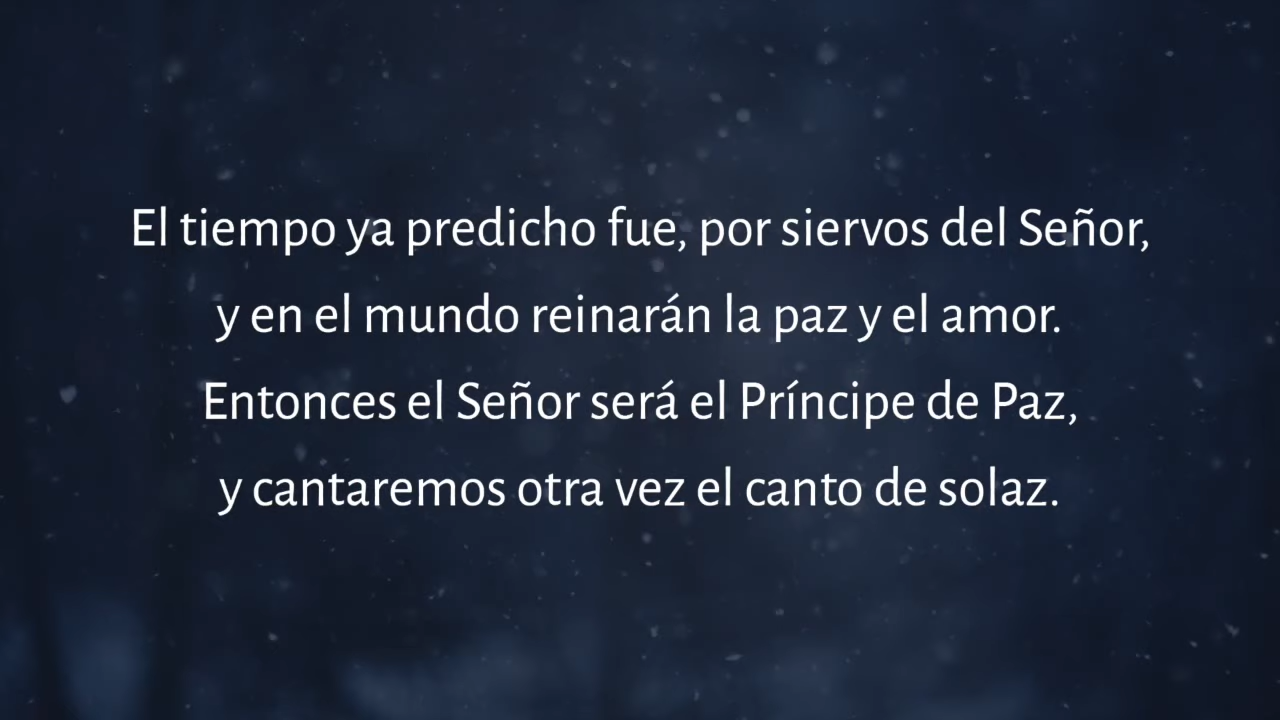 El tiempo ya predicho fue, por siervos del Señor,
y en el mundo reinarán la paz y el amor.
Entonces el Señor será el Príncipe de Paz,
y cantaremos otra vez el canto de solaz.